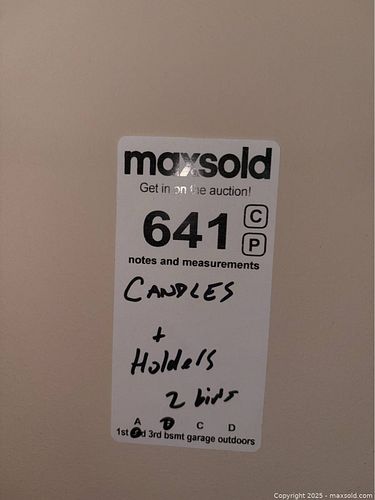 maxsold
Get in on the auction!
641
C
P
notes and measurements
CANDLES
+
Holders
2 bins
A C D
1st 3rd bsmt garage outdoors
Copyright 2025 - maxsold.com